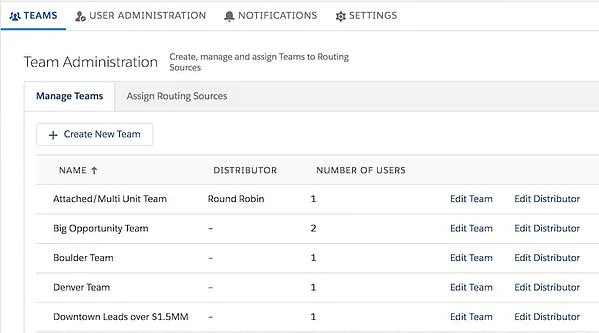 TEAMS USER ADMINISTRATION NOTIFICATIONS SETTINGS
Team Administration Create, manage and assign Teams to Routing
Sources
Manage Teams Assign Routing Sources
+ Create New Team
NAME ↑ DISTRIBUTOR NUMBER OF USERS
Attached/Multi Unit Team Round Robin 1 Edit Team Edit Distributor
Big Opportunity Team – 2 Edit Team Edit Distributor
Boulder Team – 1 Edit Team Edit Distributor
Denver Team – 1 Edit Team Edit Distributor
Downtown Leads over $1.5MM – 1 Edit Team Edit Distributor